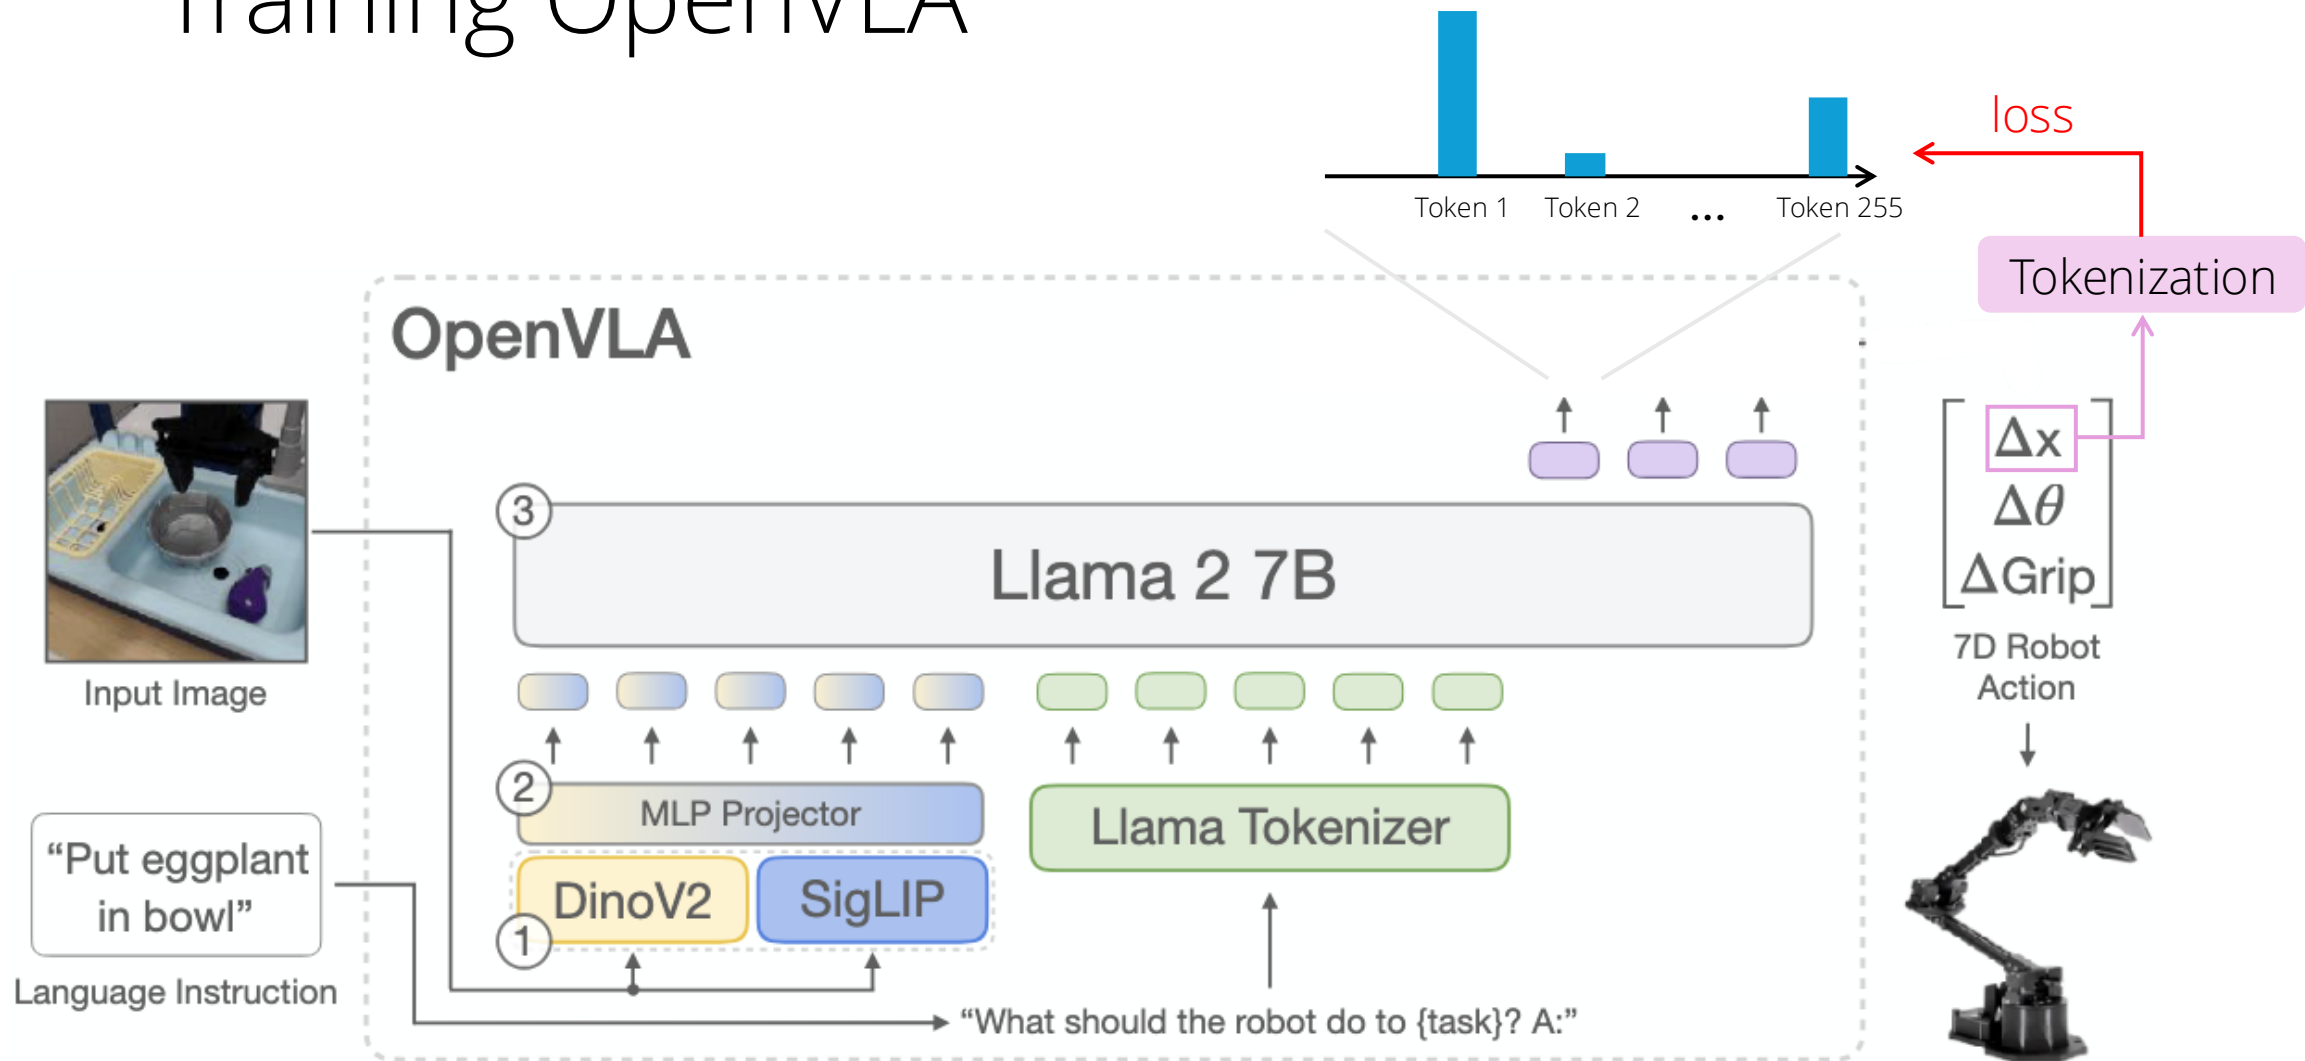 Training OpenVLA
loss
Token 1
Token 2
...
Token 255
Tokenization
OpenVLA
Δx
Δθ
ΔGrip
7D Robot
Action
3
Llama 2 7B
Input Image
2
MLP Projector
Llama Tokenizer
"Put eggplant
in bowl"
Language Instruction
1
DinoV2
SigLIP
"What should the robot do to {task}? A:"